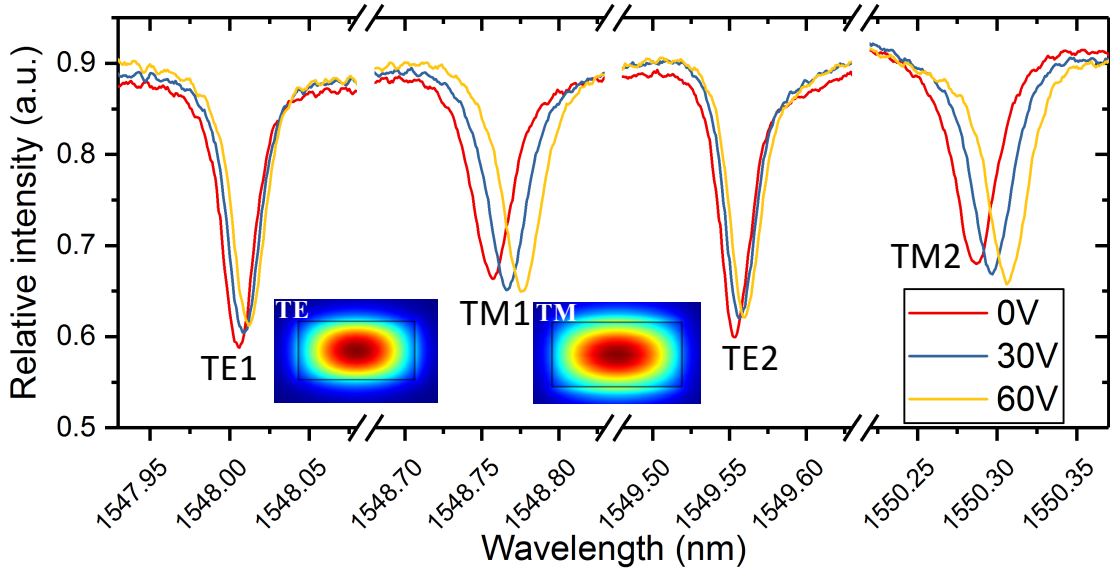 Relative intensity (a.u.)
0.9
0.8
0.7
0.6
0.5
TE1
TE
TM1
TM
TE2
TM2
0V
30V
60V
1547.95
1548.00
1548.05
1548.70
1548.75
1548.80
1549.50
1549.55
1549.60
1550.25
1550.30
1550.35
Wavelength (nm)